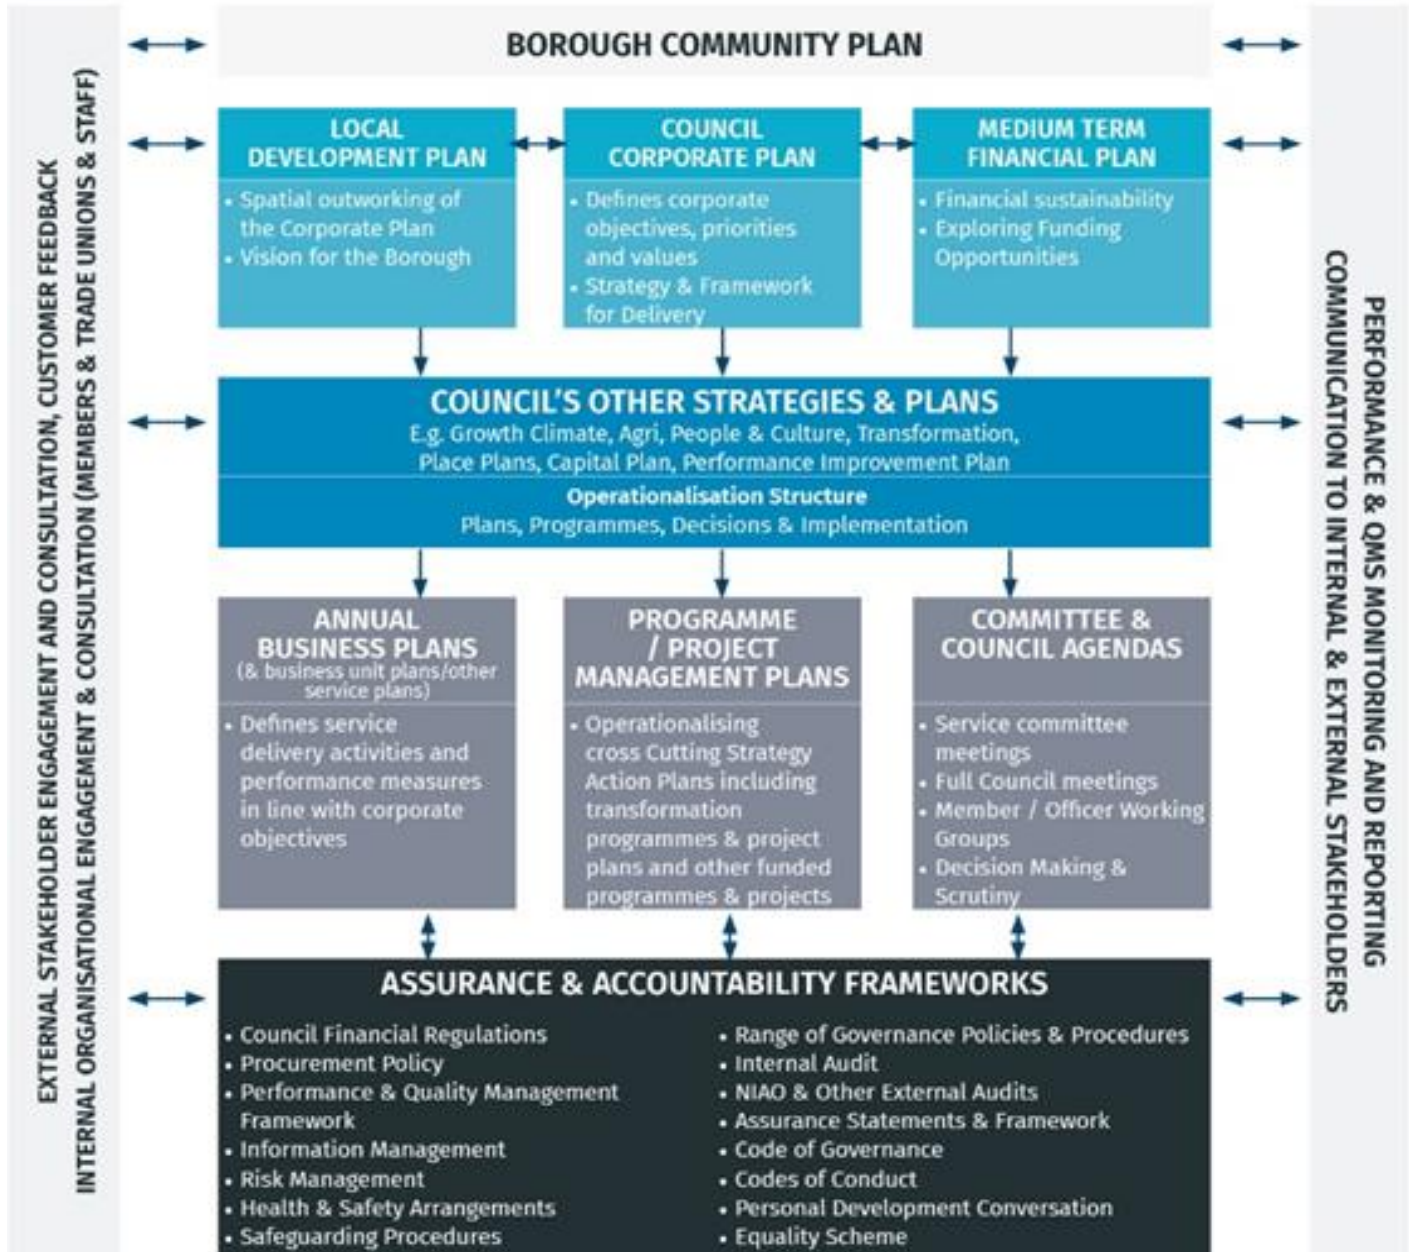 EXTERNAL STAKEHOLDER ENGAGEMENT AND CONSULTATION, CUSTOMER FEEDBACK
INTERNAL ORGANISATIONAL ENGAGEMENT & CONSULTATION (MEMBERS & TRADE UNIONS & STAFF)
BOROUGH COMMUNITY PLAN
LOCAL
DEVELOPMENT PLAN
• Spatial outworking of
the Corporate Plan
• Vision for the Borough
COUNCIL
CORPORATE PLAN
• Defines corporate
objectives, priorities
and values
• Strategy & Framework
for Delivery
MEDIUM TERM
FINANCIAL PLAN
• Financial sustainability
• Exploring Funding
Opportunities
COUNCIL'S OTHER STRATEGIES & PLANS
E.g. Growth Climate, Agri, People & Culture, Transformation,
Place Plans, Capital Plan, Performance Improvement Plan
Operationalisation Structure
Plans, Programmes, Decisions & Implementation
ANNUAL
BUSINESS PLANS
(& business unit plans/other
service plans)
• Defines service
delivery activities and
performance measures
in line with corporate
objectives
PROGRAMME
/ PROJECT
MANAGEMENT PLANS
• Operationalising
cross Cutting Strategy
Action Plans including
transformation
programmes & project
plans and other funded
programmes & projects
COMMITTEE &
COUNCIL AGENDAS
• Service committee
meetings
• Full Council meetings
• Member / Officer Working
Groups
• Decision Making &
Scrutiny
ASSURANCE & ACCOUNTABILITY FRAMEWORKS
• Council Financial Regulations
• Procurement Policy
• Performance & Quality Management
Framework
• Information Management
• Risk Management
• Health & Safety Arrangements
• Safeguarding Procedures
• Range of Governance Policies & Procedures
• Internal Audit
• NIAO & Other External Audits
• Assurance Statements & Framework
• Code of Governance
• Codes of Conduct
• Personal Development Conversation
• Equality Scheme
PERFORMANCE & QMS MONITORING AND REPORTING
COMMUNICATION TO INTERNAL & EXTERNAL STAKEHOLDERS